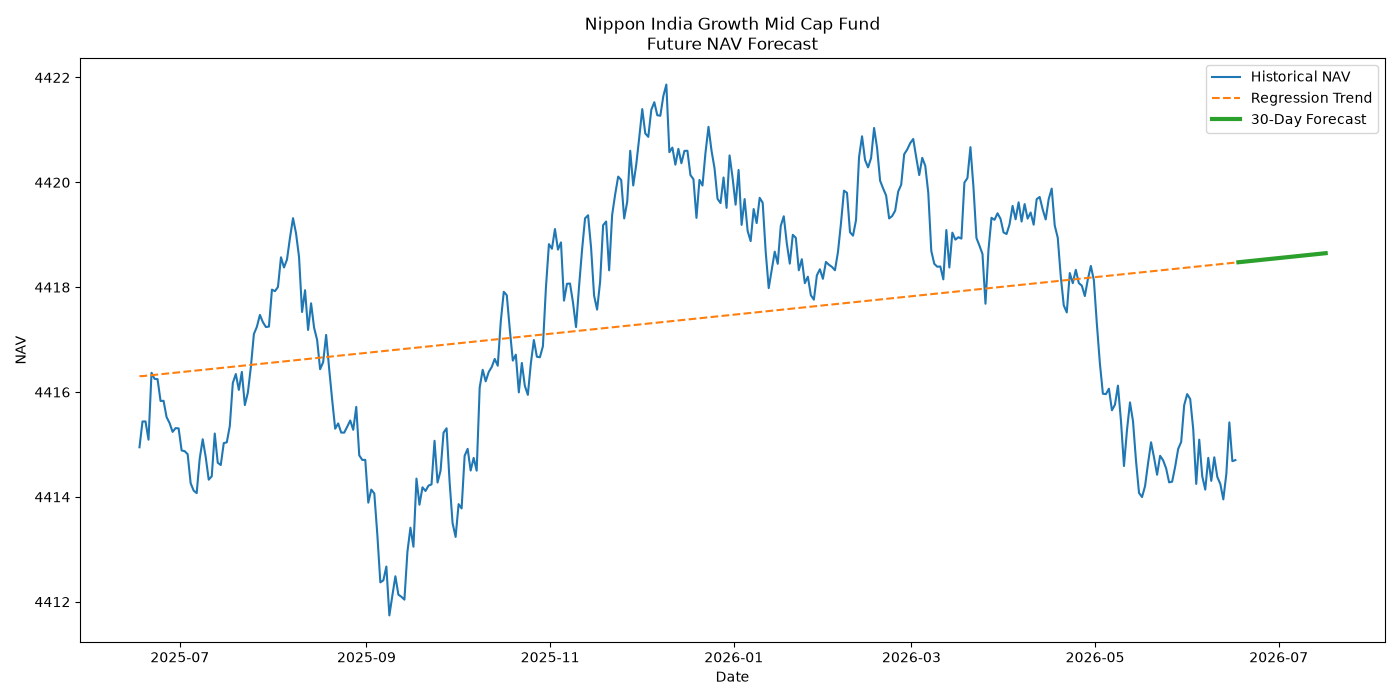 Nippon India Growth Mid Cap Fund
Future NAV Forecast
Historical NAV
Regression Trend
30-Day Forecast
NAV
4422
4420
4418
4416
4414
4412
2025-07
2025-09
2025-11
2026-01
2026-03
2026-05
2026-07
Date